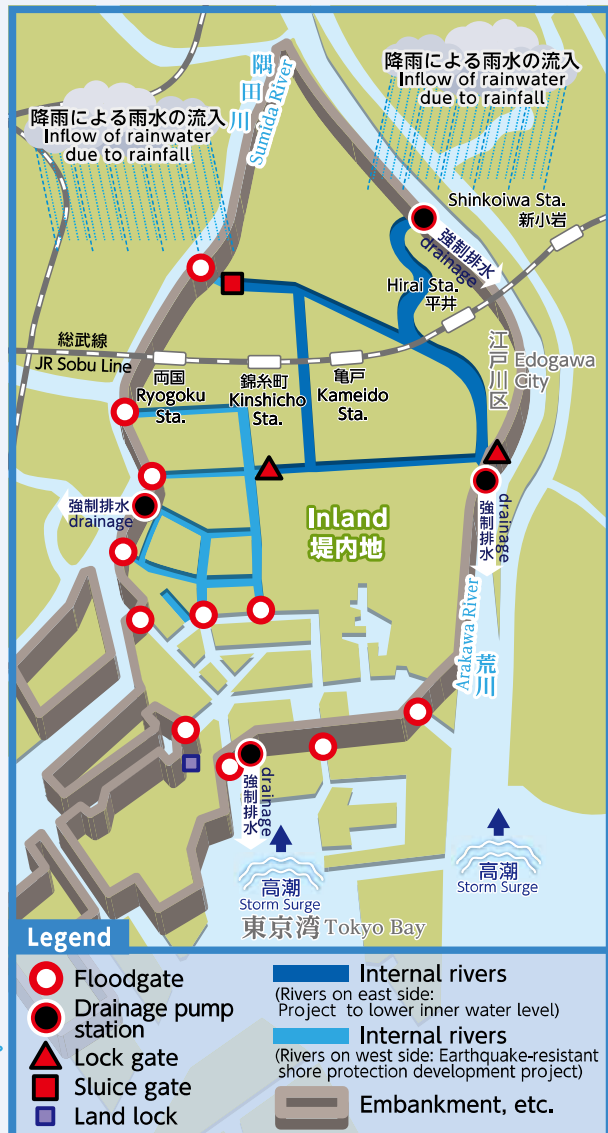 降雨による雨水の流入
Inflow of rainwater
due to rainfall
隅田川
Sumida River
降雨による雨水の流入
Inflow of rainwater
due to rainfall
Shinkoiwa Sta.
新小岩
強制排水
drainage
Hirai Sta.
平井
総武線
JR Sobu Line
両国
Ryogoku
Sta.
錦糸町
Kinshicho
Sta.
亀戸
Kameido
Sta.
江戸川区
Edogawa
City
強制排水
drainage
Inland
堤内地
drainage
強制排水
Arakawa River
荒川
drainage
強制排水
高潮
Storm Surge
高潮
Storm Surge
東京湾 Tokyo Bay
Legend
Floodgate
Drainage pump
station
Lock gate
Sluice gate
Land lock
Internal rivers
(Rivers on east side:
Project to lower inner water level)
Internal rivers
(Rivers on west side: Earthquake-resistant
shore protection development project)
Embankment, etc.